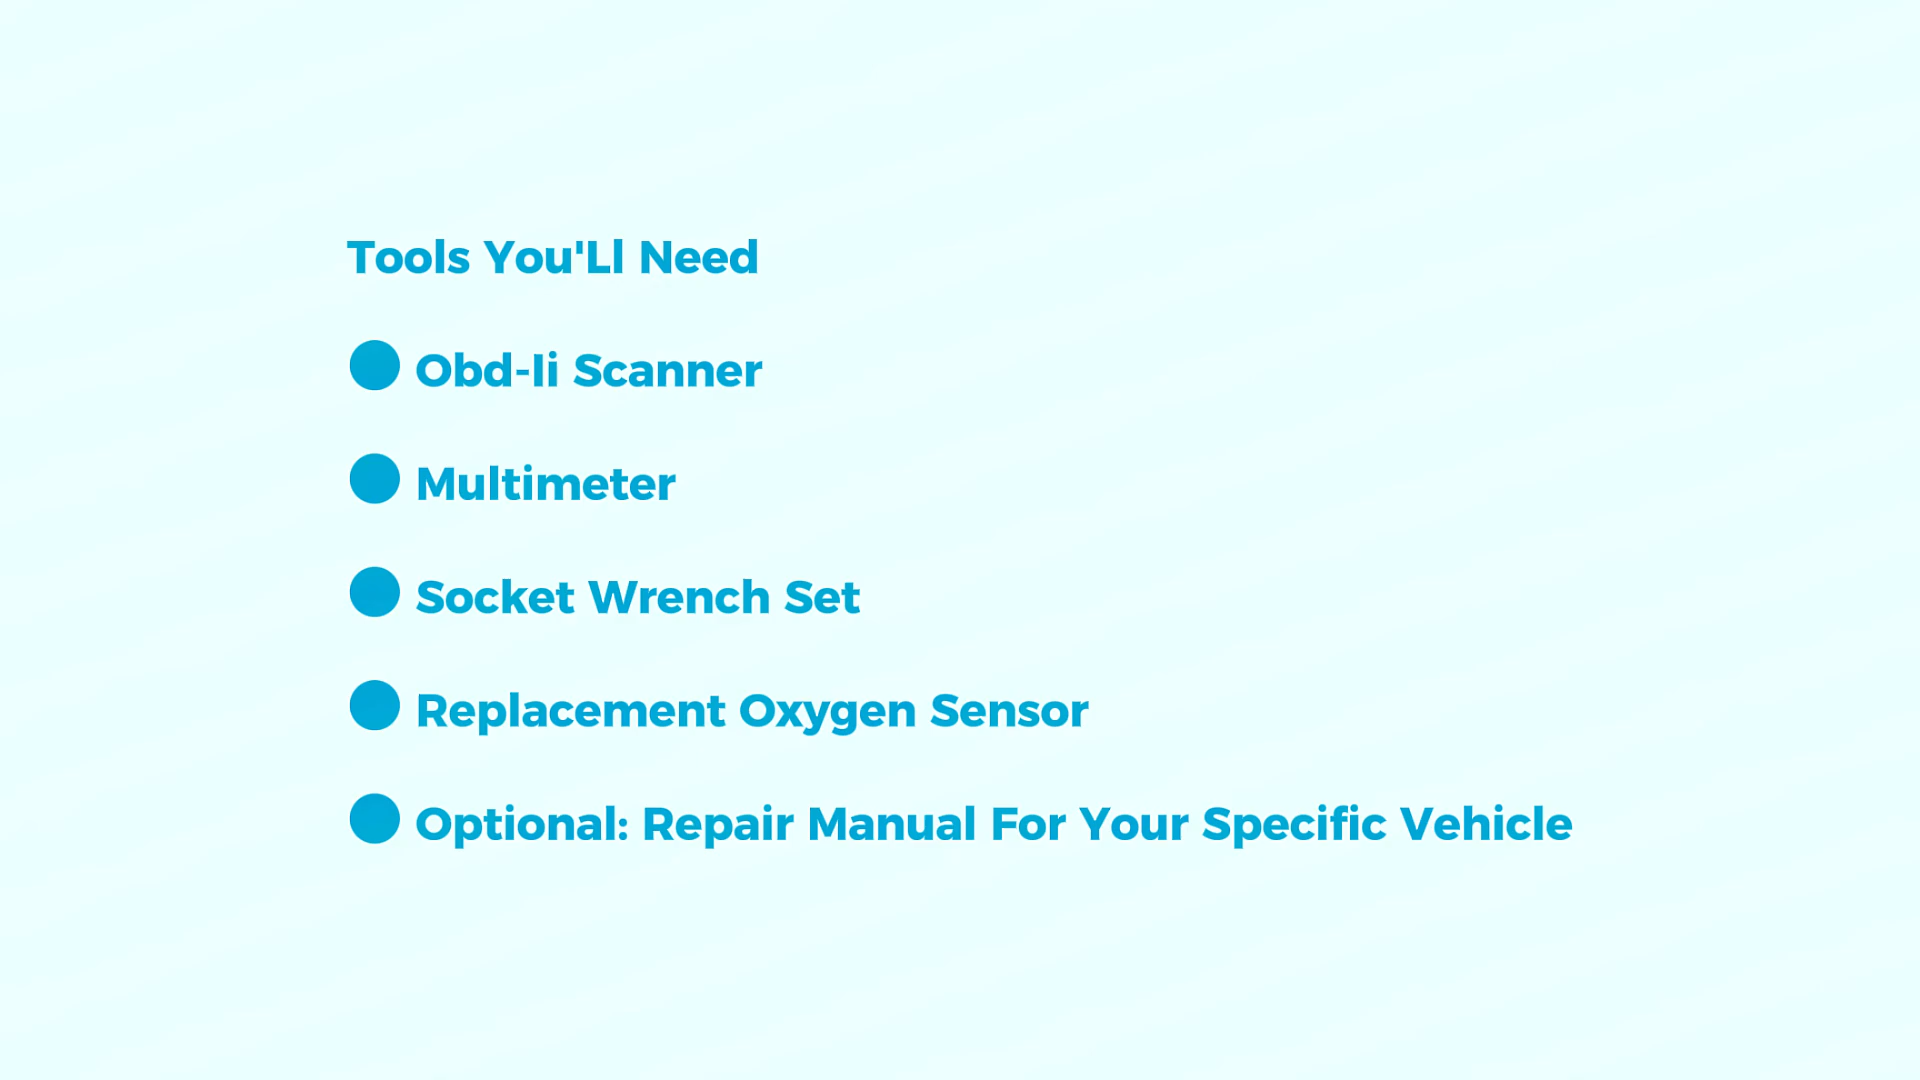 Tools You'Ll Need
Obd-Ii Scanner
Multimeter
Socket Wrench Set
Replacement Oxygen Sensor
Optional: Repair Manual For Your Specific Vehicle